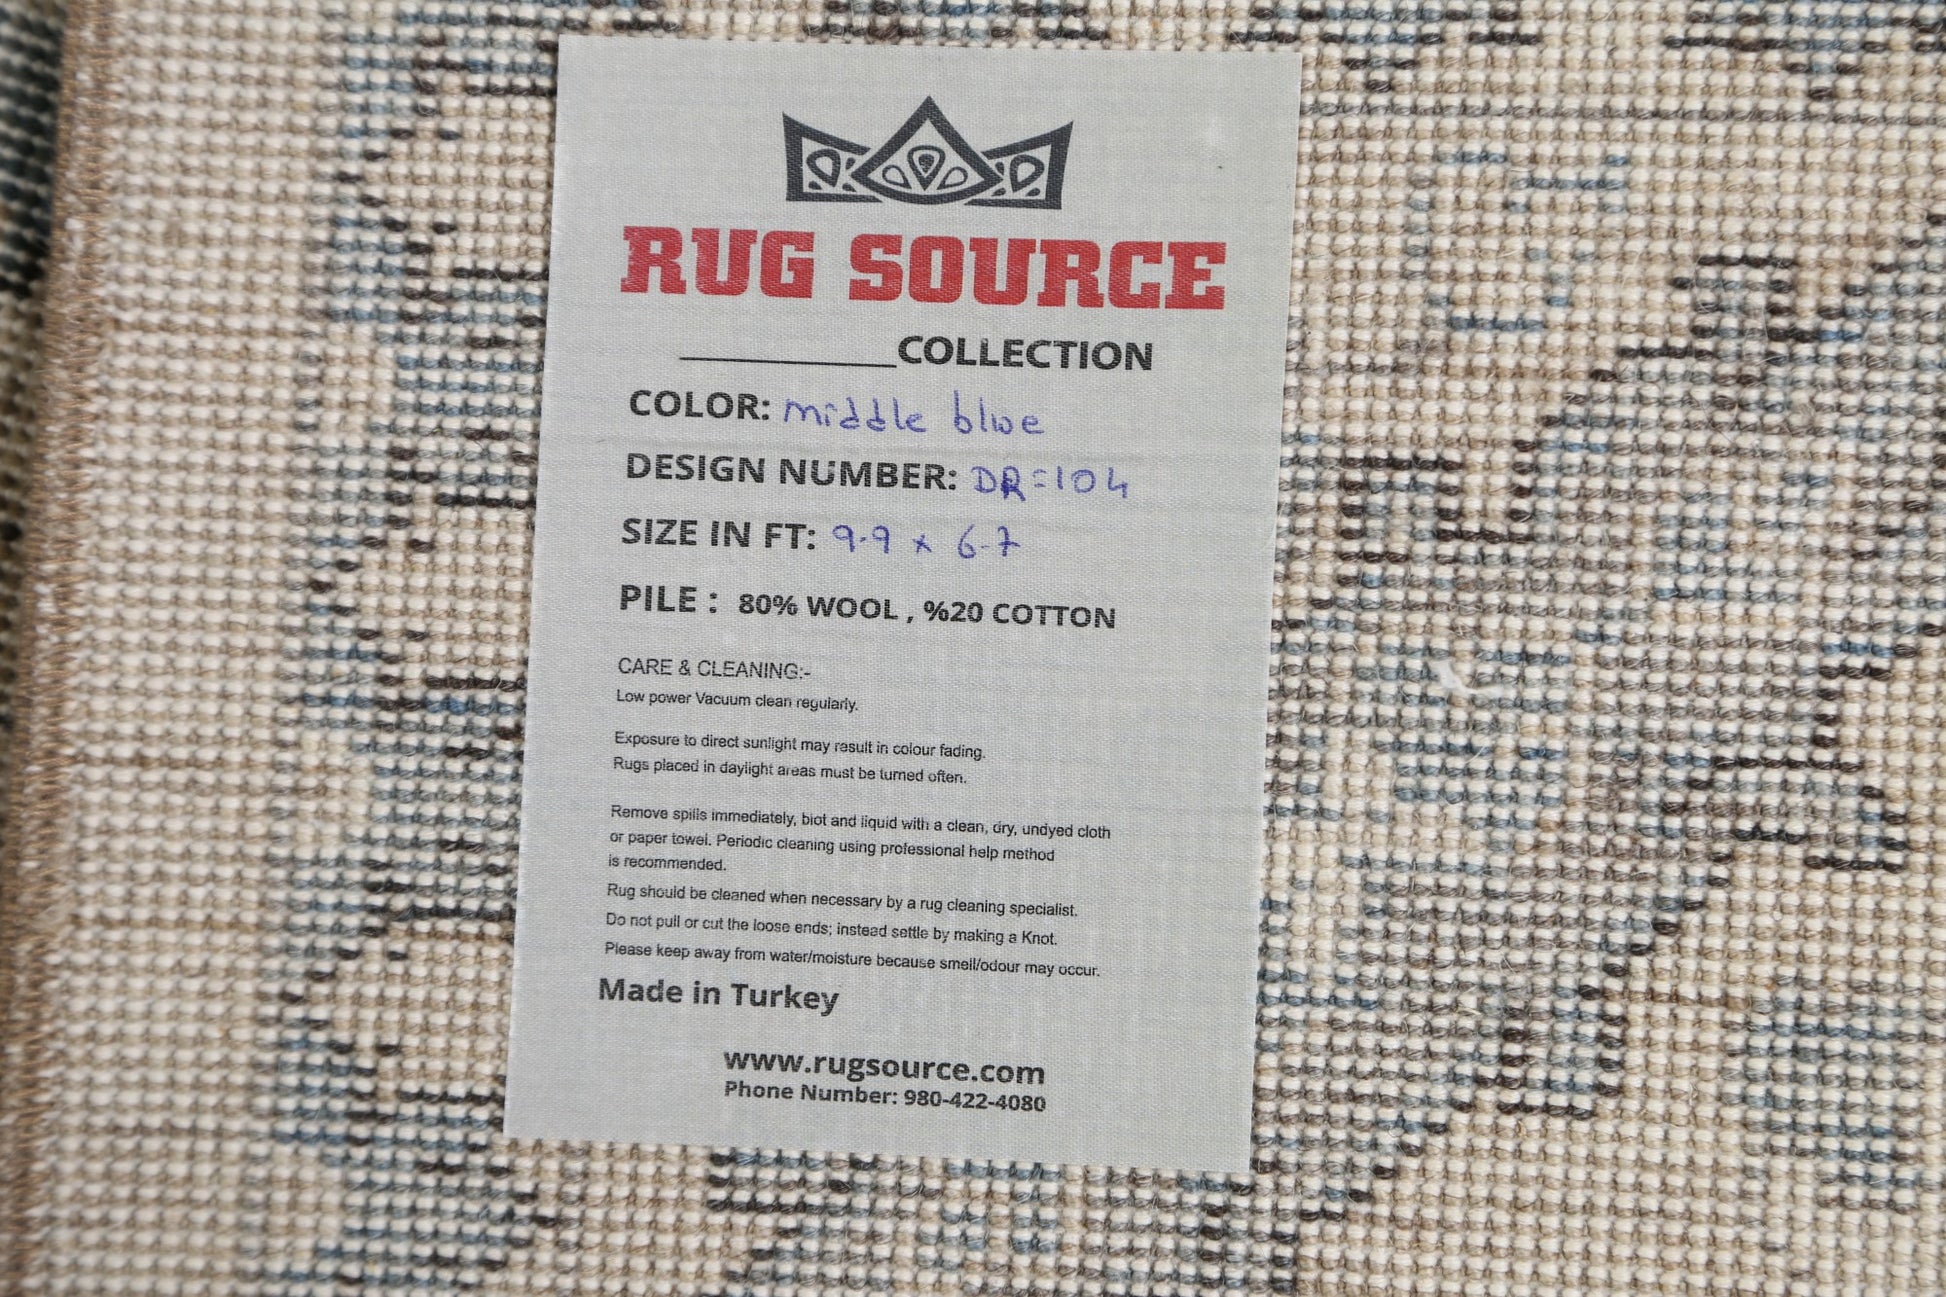 RUG SOURCE
__________COLLECTION
COLOR: middle blue
DESIGN NUMBER: DR=104
SIZE IN FT: 9-9 x 6-7
PILE : 80% WOOL , %20 COTTON
CARE & CLEANING:-
Low power Vacuum clean regularly.
Exposure to direct sunlight may result in colour fading.
Rugs placed in daylight areas must be turned often.
Remove spills immediately, blot and liquid with a clean, dry, undyed cloth
or paper towel. Periodic cleaning using professional help method
is recommended.
Rug should be cleaned when necessary by a rug cleaning specialist.
Do not pull or cut the loose ends; instead settle by making a Knot.
Please keep away from water/moisture because smell/odour may occur.
Made in Turkey
www.rugsource.com
Phone Number: 980-422-4080